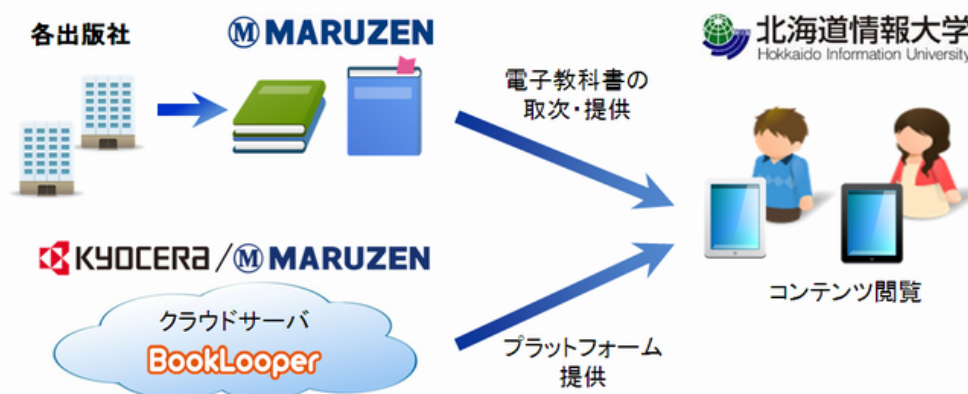 各出版社
MARUZEN
北海道情報大学
Hokkaido Information University
電子教科書の
取次・提供
KYOCERA/MARUZEN
クラウドサーバ
BookLooper
プラットフォーム
提供
コンテンツ閲覧